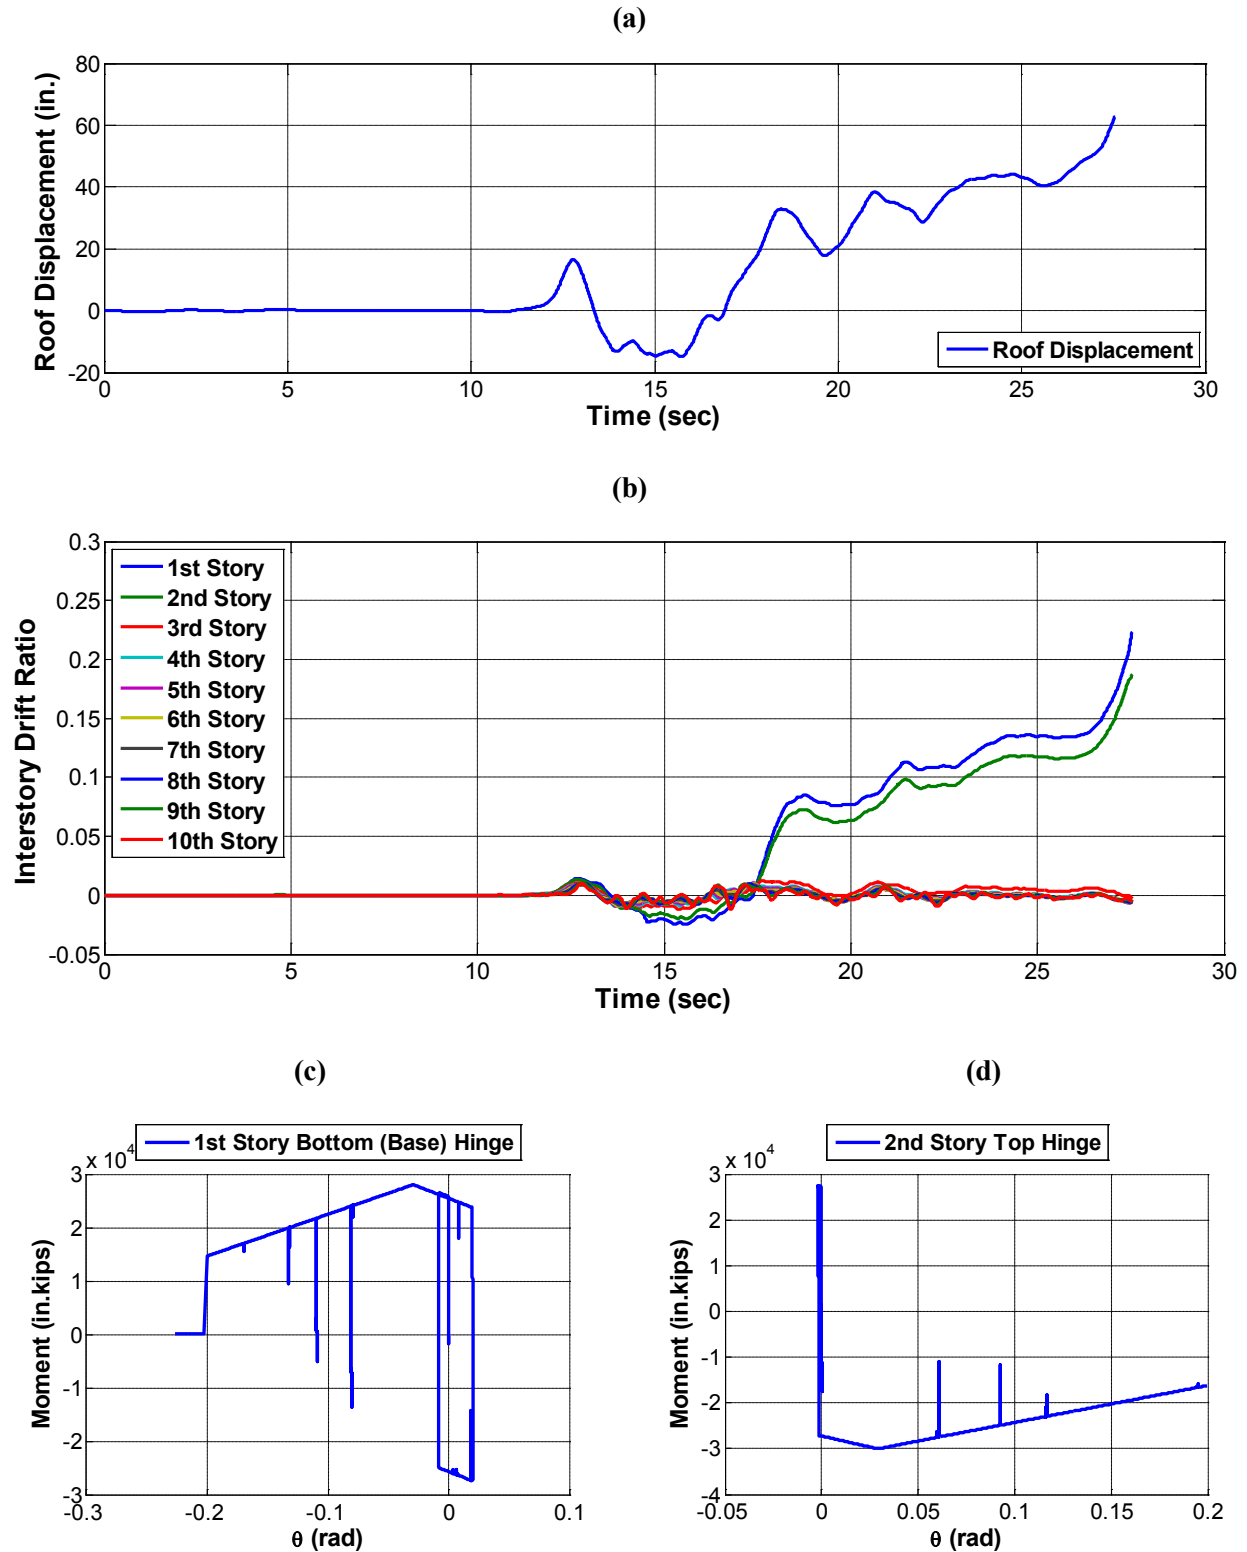 (a)
80
60
40
20
0
-20
Roof Displacement (in.)
Roof Displacement
0 5 10 15 20 25 30
Time (sec)
(b)
0.3
0.25
0.2
0.15
0.1
0.05
0
-0.05
Interstory Drift Ratio
1st Story
2nd Story
3rd Story
4th Story
5th Story
6th Story
7th Story
8th Story
9th Story
10th Story
0 5 10 15 20 25 30
Time (sec)
(c)
1st Story Bottom (Base) Hinge
x 10^4
3
2
1
0
-1
-2
-3
Moment (in.kips)
-0.3 -0.2 -0.1 0 0.1
θ (rad)
(d)
2nd Story Top Hinge
x 10^4
3
2
1
0
-1
-2
-3
-4
Moment (in.kips)
-0.05 0 0.05 0.1 0.15 0.2
θ (rad)